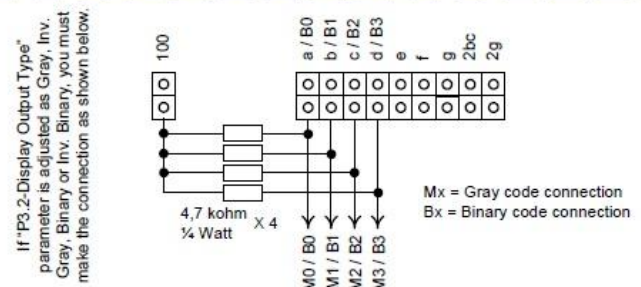 If "P3.2-Display Output Type"
parameter is adjusted as Gray, Inv.
Gray, Binary or Inv. Binary, you must
make the connection as shown below.
100
a / B0
b / B1
c / B2
d / B3
e
f
g
2bc
2g
4,7 kohm
¼ Watt
X 4
Mx = Gray code connection
Bx = Binary code connection
M0 / B0
M1 / B1
M2 / B2
M3 / B3